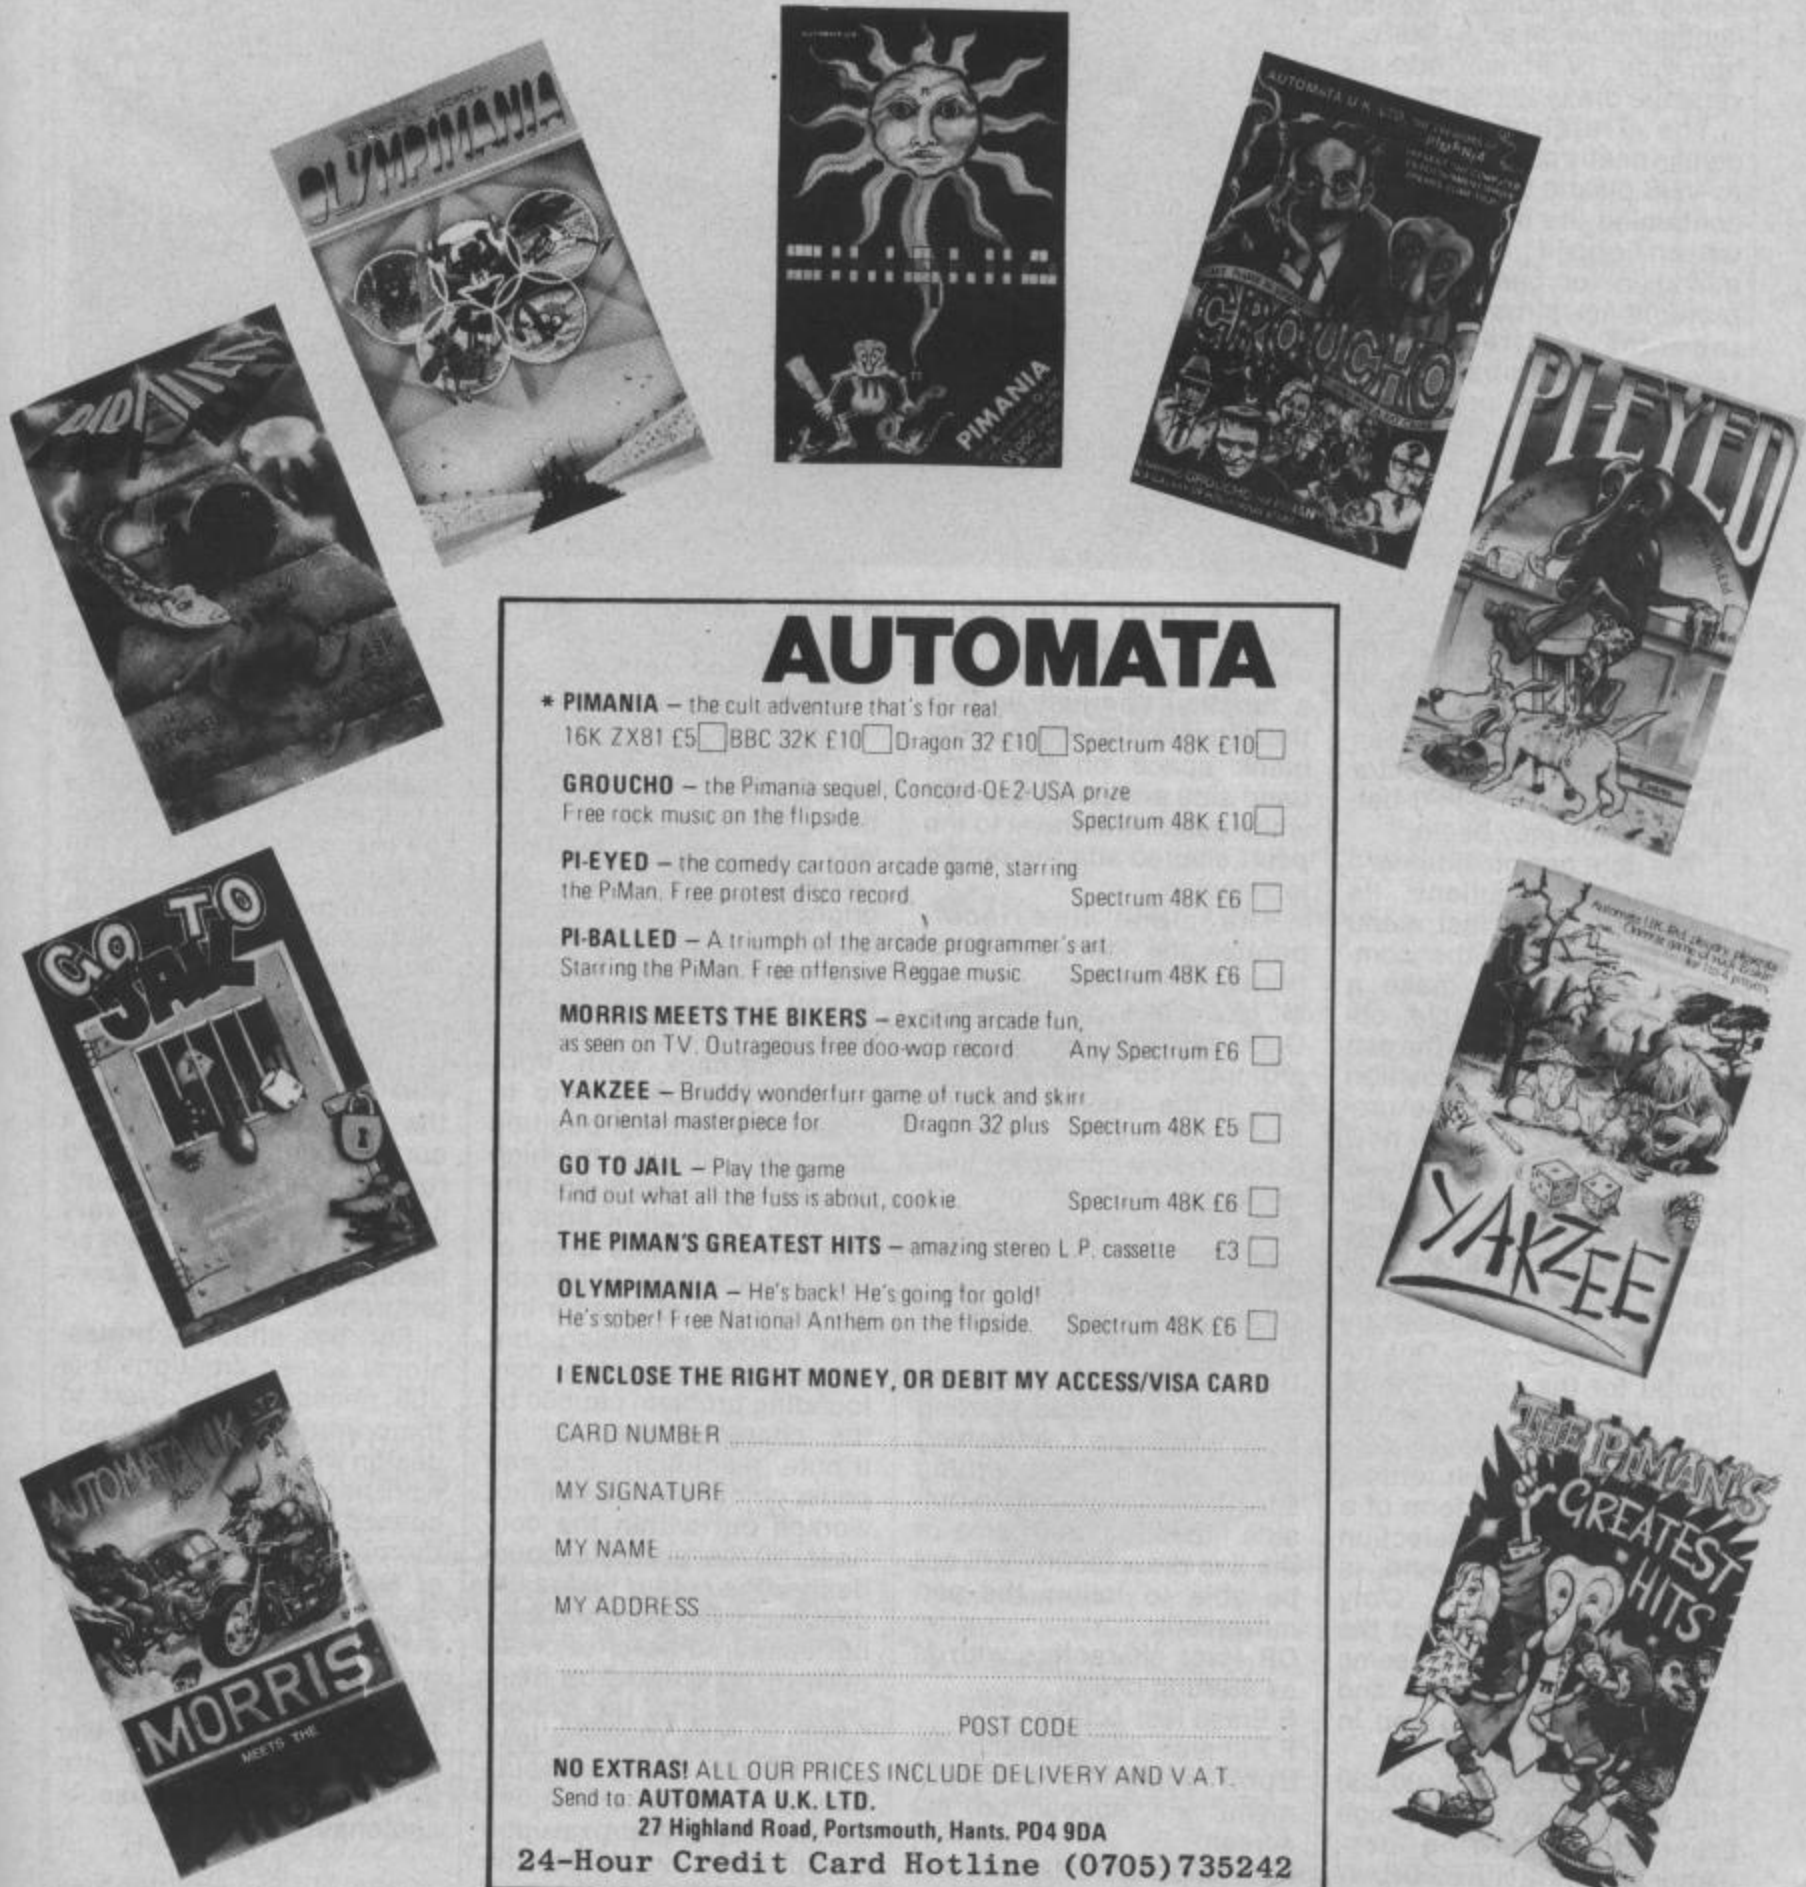 OLYMPIMANIA
AUTOMATA U.K. LTD.
PIMANIA
PIMANIA
GROUCHO
PI-EYED
GO TO
JAIL
YAKZEE
AUTOMATA UK LTD
MORRIS
MEETS THE
THE PIMAN'S
GREATEST
HITS
AUTOMATA
* PIMANIA – the cult adventure that's for real.
16K ZX81 £5 BBC 32K £10 Dragon 32 £10 Spectrum 48K £10
GROUCHO – the Pimania sequel, Concord-QE2-USA prize
Free rock music on the flipside. Spectrum 48K £10
PI-EYED – the comedy cartoon arcade game, starring
the PiMan. Free protest disco record. Spectrum 48K £6
PI-BALLED – A triumph of the arcade programmer's art.
Starring the PiMan. Free offensive Reggae music. Spectrum 48K £6
MORRIS MEETS THE BIKERS – exciting arcade fun,
as seen on TV. Outrageous free doo-wop record. Any Spectrum £6
YAKZEE – Bruddy wonderfurr game of ruck and skirr.
An oriental masterpiece for Dragon 32 plus Spectrum 48K £5
GO TO JAIL – Play the game
find out what all the fuss is about, cookie. Spectrum 48K £6
THE PIMAN'S GREATEST HITS – amazing stereo L.P. cassette £3
OLYMPIMANIA – He's back! He's going for gold!
He's sober! Free National Anthem on the flipside. Spectrum 48K £6
I ENCLOSE THE RIGHT MONEY, OR DEBIT MY ACCESS/VISA CARD
CARD NUMBER
MY SIGNATURE
MY NAME
MY ADDRESS
POST CODE
NO EXTRAS! ALL OUR PRICES INCLUDE DELIVERY AND V.A.T.
Send to: AUTOMATA U.K. LTD.
27 Highland Road, Portsmouth, Hants. PO4 9DA
24-Hour Credit Card Hotline (0705)735242